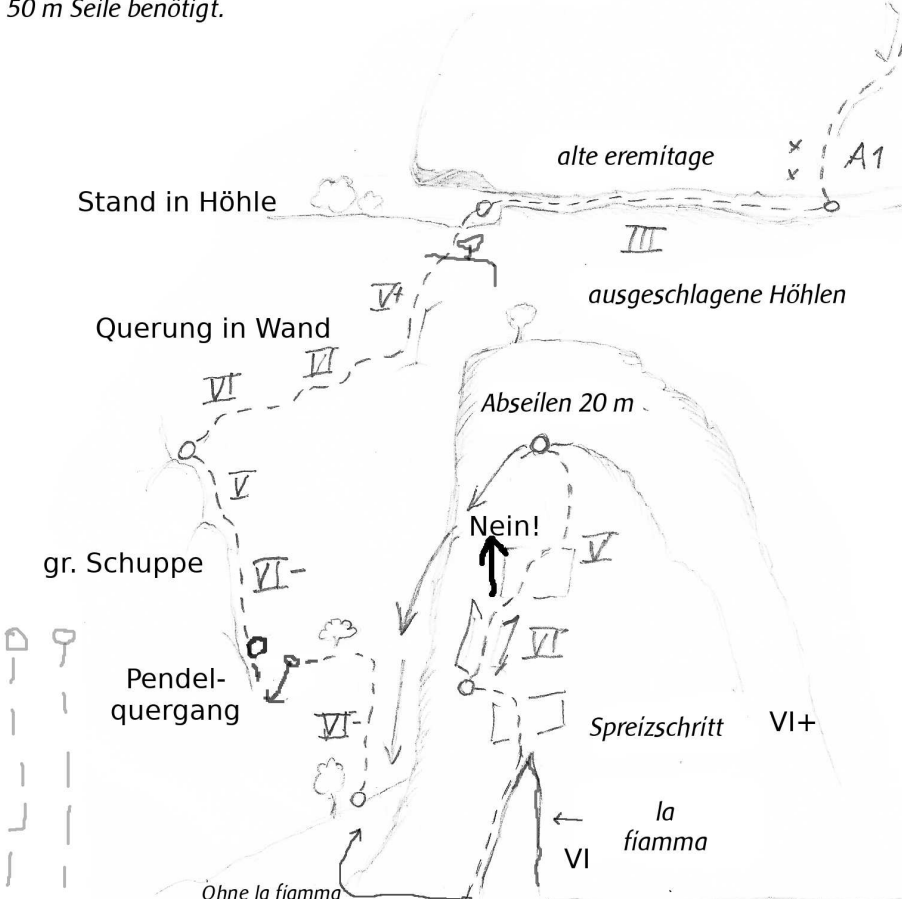 50 m Seile benötigt.
alte eremitage
A1
Stand in Höhle
III
ausgeschlagene Höhlen
V+
Querung in Wand
VI
VI
Abseilen 20 m
V
Nein!
V
gr. Schuppe
VI-
VI
Pendel-
quergang
VI-
Spreizschritt
VI+
la
fiamma
VI
Ohne la fiamma